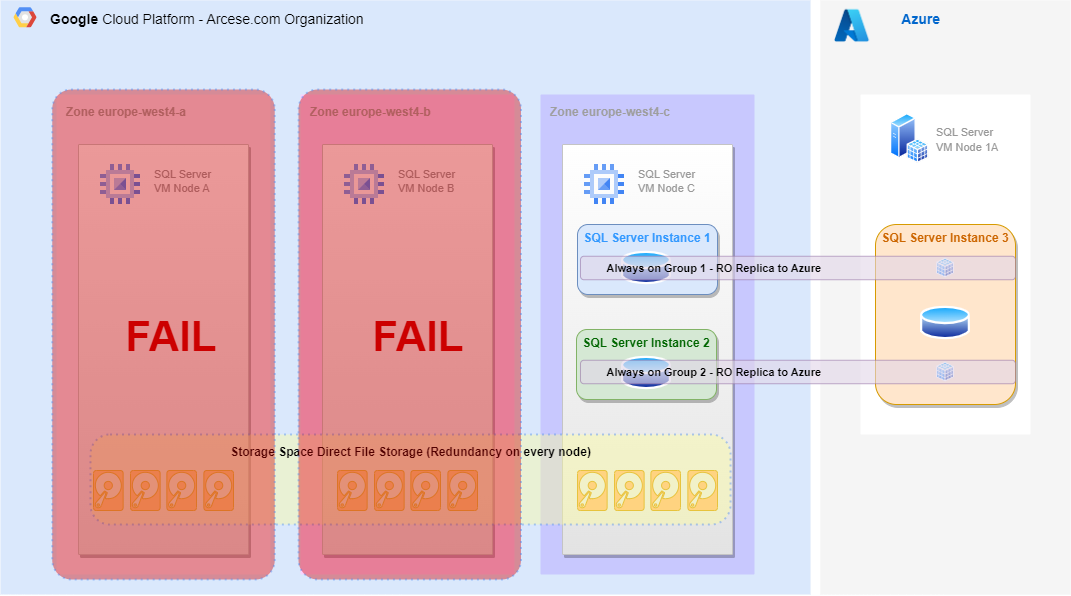 Google Cloud Platform - Arcese.com Organization
Azure
Zone europe-west4-a
Zone europe-west4-b
Zone europe-west4-c
SQL Server
VM Node A
SQL Server
VM Node B
SQL Server
VM Node C
SQL Server
VM Node 1A
SQL Server Instance 1
SQL Server Instance 3
Always on Group 1 - RO Replica to Azure
FAIL
FAIL
SQL Server Instance 2
Always on Group 2 - RO Replica to Azure
Storage Space Direct File Storage (Redundancy on every node)